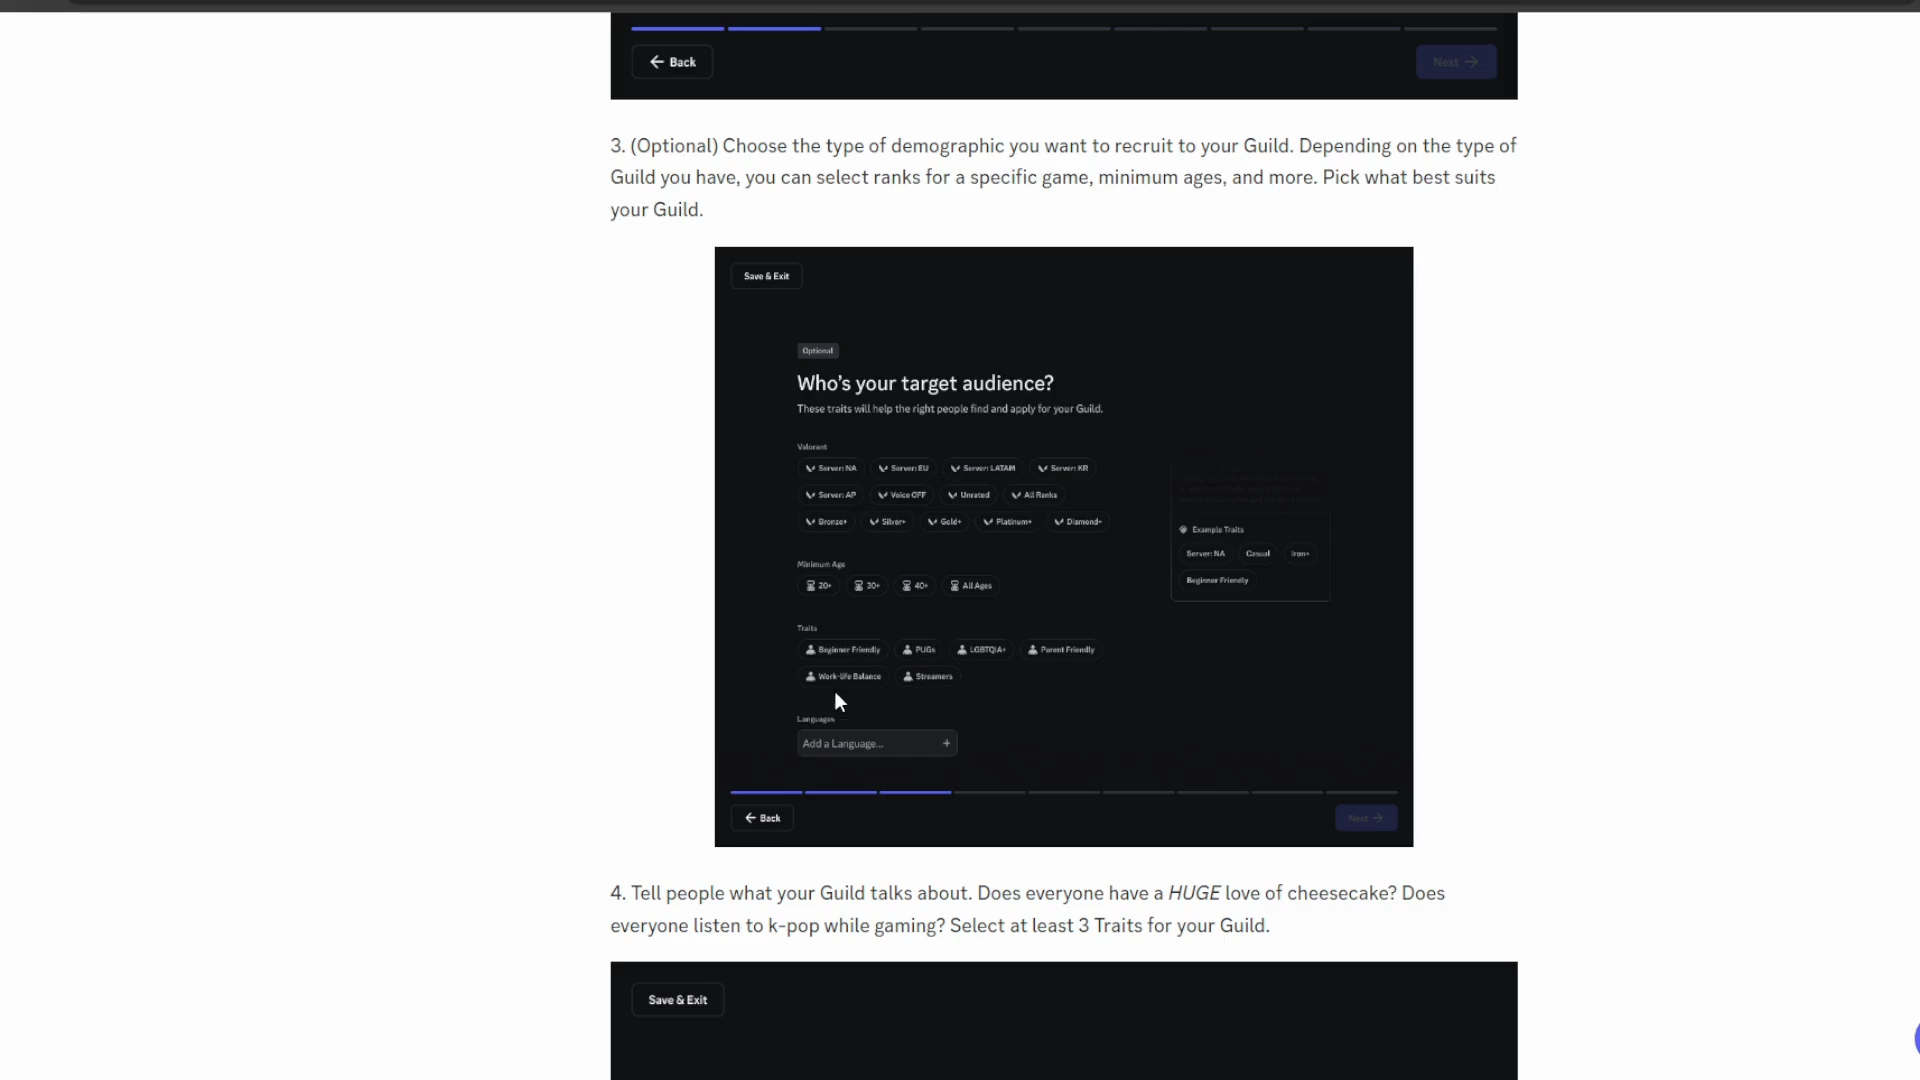 Back
Next
3. (Optional) Choose the type of demographic you want to recruit to your Guild. Depending on the type of
Guild you have, you can select ranks for a specific game, minimum ages, and more. Pick what best suits
your Guild.
Save & Exit
Optional
Who's your target audience?
These traits will help the right people find and apply for your Guild.
Valorant
Server: NA Server: EU Server: LATAM Server: KR
Server: AP Voice OFF Unrated All Ranks
Bronze+ Silver+ Gold+ Platinum+ Diamond+
Example Traits
Server: NA Casual Iron+
Beginner Friendly
Minimum Age
20+ 30+ 40+ All Ages
Traits
Beginner Friendly PUGs LGBTQIA+ Parent Friendly
Work-life Balance Streamers
Languages
Add a Language... +
Back
Next
4. Tell people what your Guild talks about. Does everyone have a HUGE love of cheesecake? Does
everyone listen to k-pop while gaming? Select at least 3 Traits for your Guild.
Save & Exit